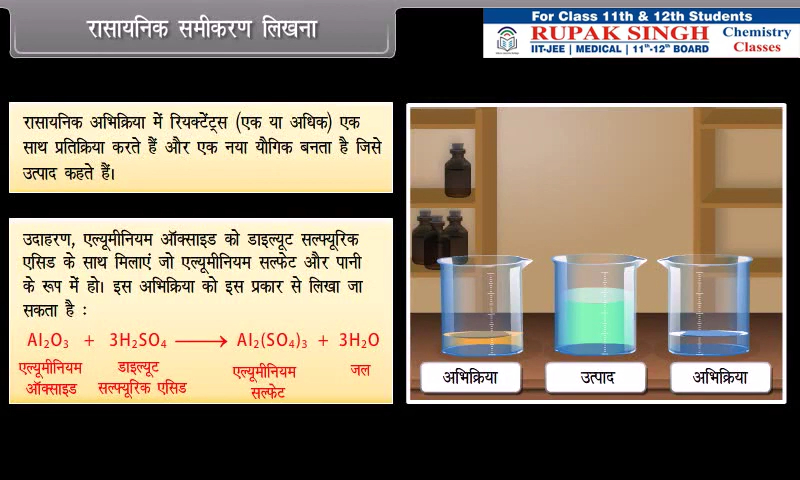 रासायनिक समीकरण लिखना
For Class 11th & 12th Students
RUPAK SINGH
IIT-JEE | MEDICAL | 11th-12th BOARD
Chemistry
Classes
रासायनिक अभिक्रिया में रियक्टेंट्स (एक या अधिक) एक
साथ प्रतिक्रिया करते हैं और एक नया यौगिक बनता है जिसे
उत्पाद कहते हैं।
उदाहरण, एल्यूमीनियम ऑक्साइड को डाइल्यूट सल्फ्यूरिक
एसिड के साथ मिलाएं जो एल्यूमीनियम सल्फेट और पानी
के रूप में हो। इस अभिक्रिया को इस प्रकार से लिखा जा
सकता है :
Al₂O₃ + 3H₂SO₄ ⟶ Al₂(SO₄)₃ + 3H₂O
एल्यूमीनियम डाइल्यूट एल्यूमीनियम जल
ऑक्साइड सल्फ्यूरिक एसिड सल्फेट
अभिक्रिया उत्पाद अभिक्रिया